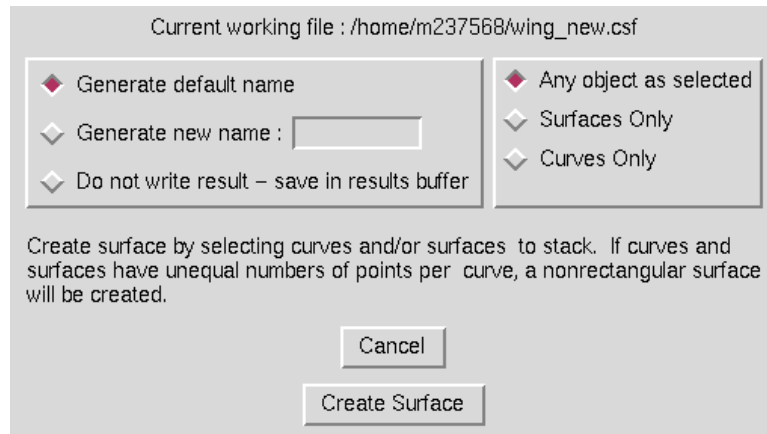 Current working file : /home/m237568/wing_new.csf
Generate default name
Generate new name :
Do not write result – save in results buffer
Any object as selected
Surfaces Only
Curves Only
Create surface by selecting curves and/or surfaces to stack. If curves and
surfaces have unequal numbers of points per curve, a nonrectangular surface
will be created.
Cancel
Create Surface